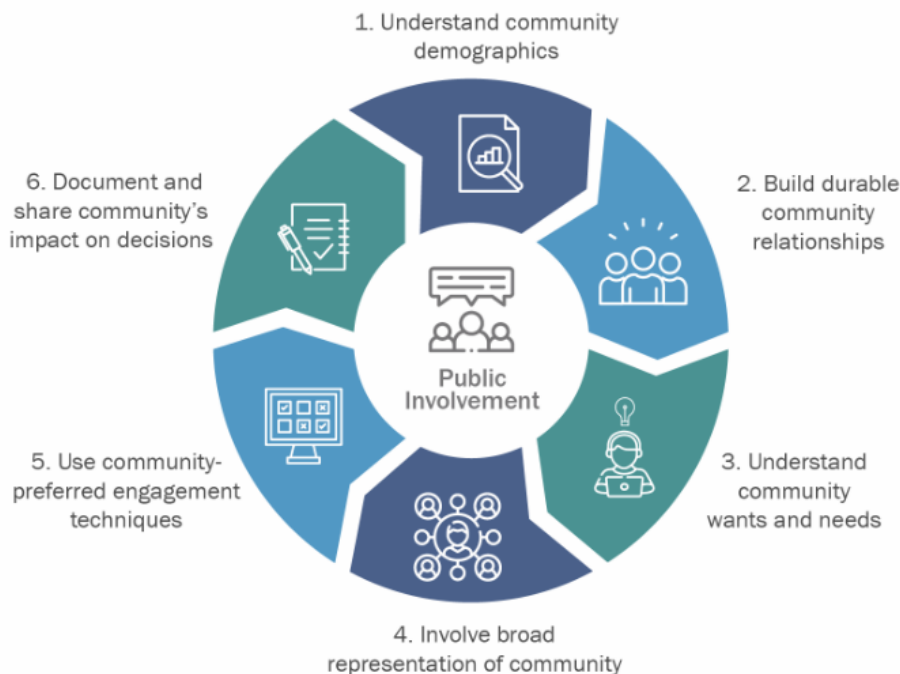 1. Understand community
demographics
2. Build durable
community
relationships
3. Understand
community
wants and needs
4. Involve broad
representation of community
5. Use community-
preferred engagement
techniques
6. Document and
share community's
impact on decisions
Public
Involvement